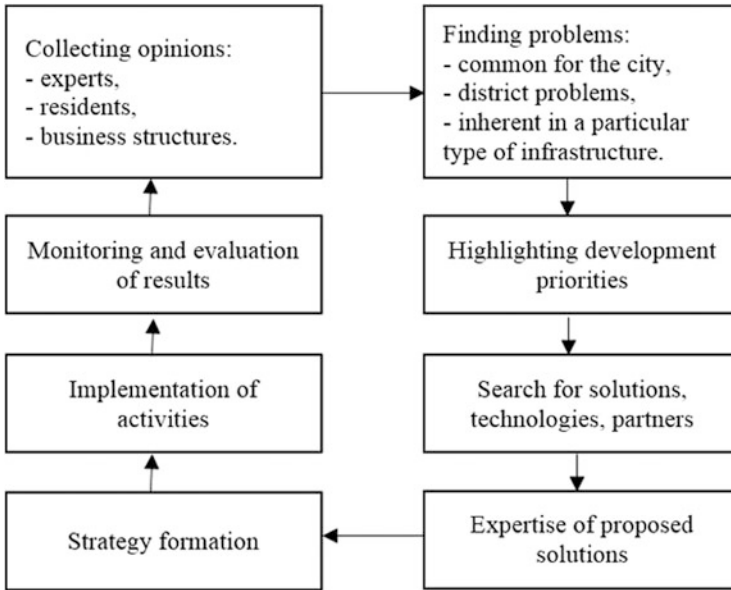 Collecting opinions:
- experts,
- residents,
- business structures.
Finding problems:
- common for the city,
- district problems,
- inherent in a particular
type of infrastructure.
Monitoring and evaluation
of results
Highlighting development
priorities
Implementation of
activities
Search for solutions,
technologies, partners
Strategy formation
Expertise of proposed
solutions